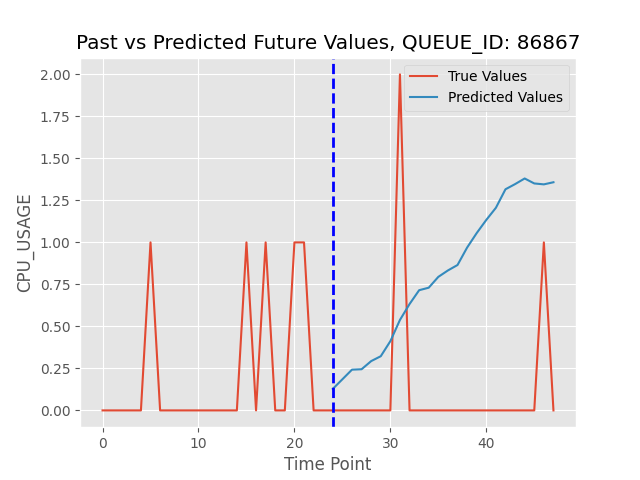 Past vs Predicted Future Values, QUEUE_ID: 86867
True Values
Predicted Values
2.00
1.75
1.50
1.25
1.00
0.75
0.50
0.25
0.00
CPU_USAGE
0 10 20 30 40
Time Point